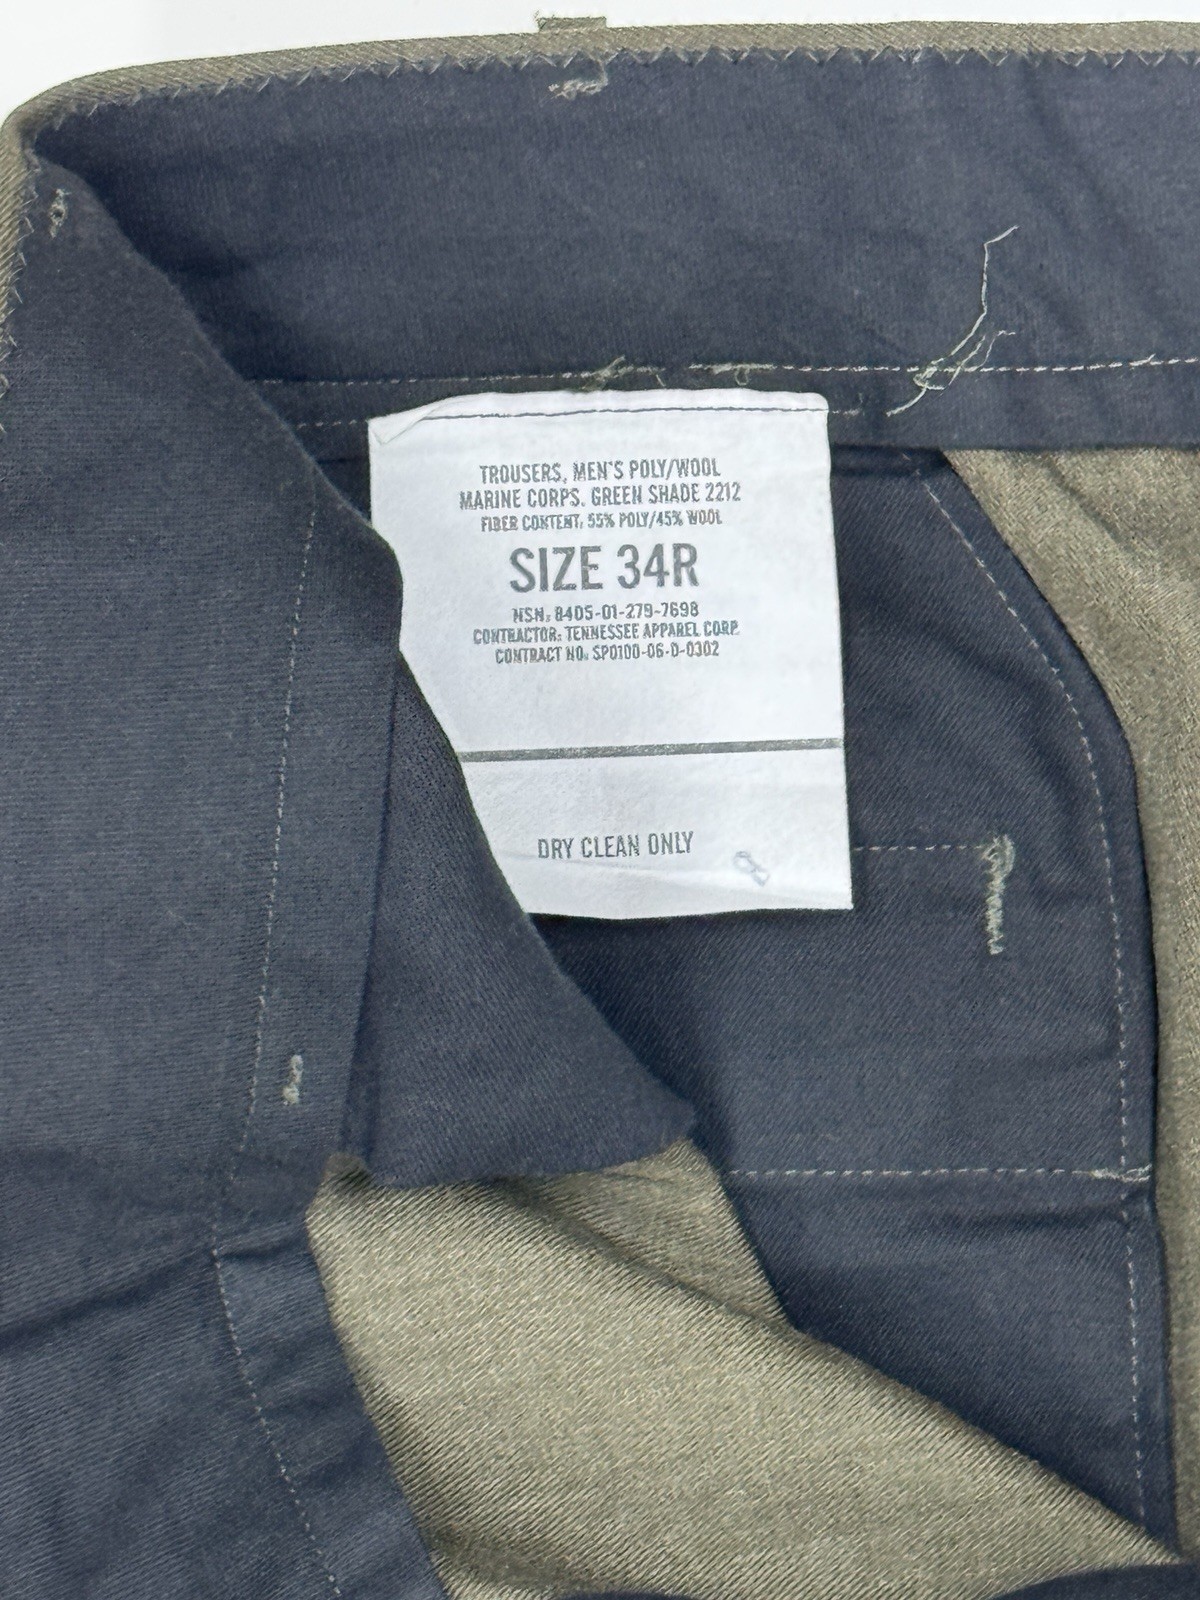 TROUSERS, MEN'S POLY/WOOL
MARINE CORPS. GREEN SHADE 2212
FIBER CONTENT: 55% POLY/45% WOOL
SIZE 34R
NSN: 8405-01-279-7698
CONTRACTOR: TENNESSEE APPAREL CORP.
CONTRACT NO. SP0100-06-D-0302
DRY CLEAN ONLY